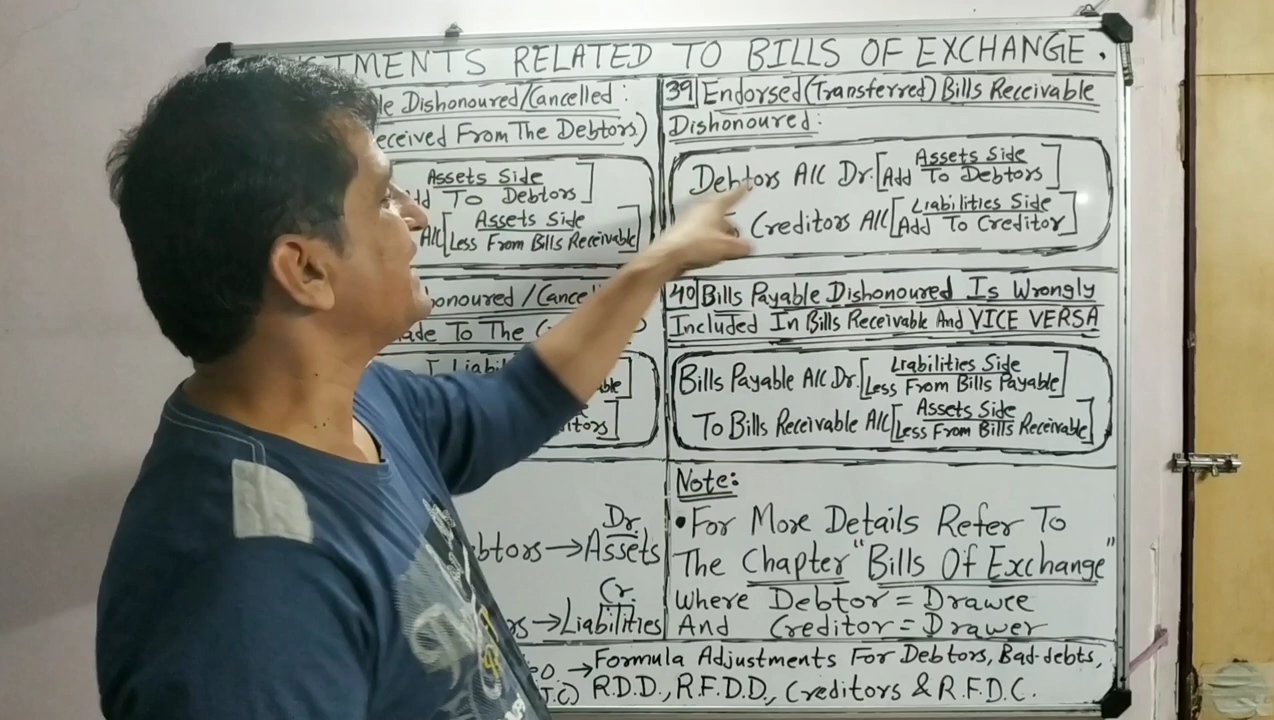 STMENTS RELATED TO BILLS OF EXCHANGE.
le Dishonoured/Cancelled :
eceived From The Debtors)
Assets Side
dd To Debtors
A/C Assets Side
Less From Bills Receivable
onoured/Cance
ade To The C
Liabil
able
itors
Dr.
btors → Assets
Cr.
rs → Liabilities
39 Endorsed (Transferred) Bills Receivable
Dishonoured:
Debtors A/C Dr. [Assets Side
Add To Debtors]
Creditors A/C [Liabilities Side
Add To Creditor]
40 Bills Payable Dishonoured Is Wrongly
Included In Bills Receivable And VICE VERSA
Bills Payable A/C Dr. [Liabilities Side
Less From Bills Payable]
To Bills Receivable A/C [Assets Side
Less From Bills Receivable]
Note:
• For More Details Refer To
The Chapter "Bills Of Exchange"
Where Debtor = Drawee
And Creditor = Drawer
→ Formula Adjustments For Debtors, Bad-debts,
R.D.D., R.F.D.D., Creditors & R.F.D.C.